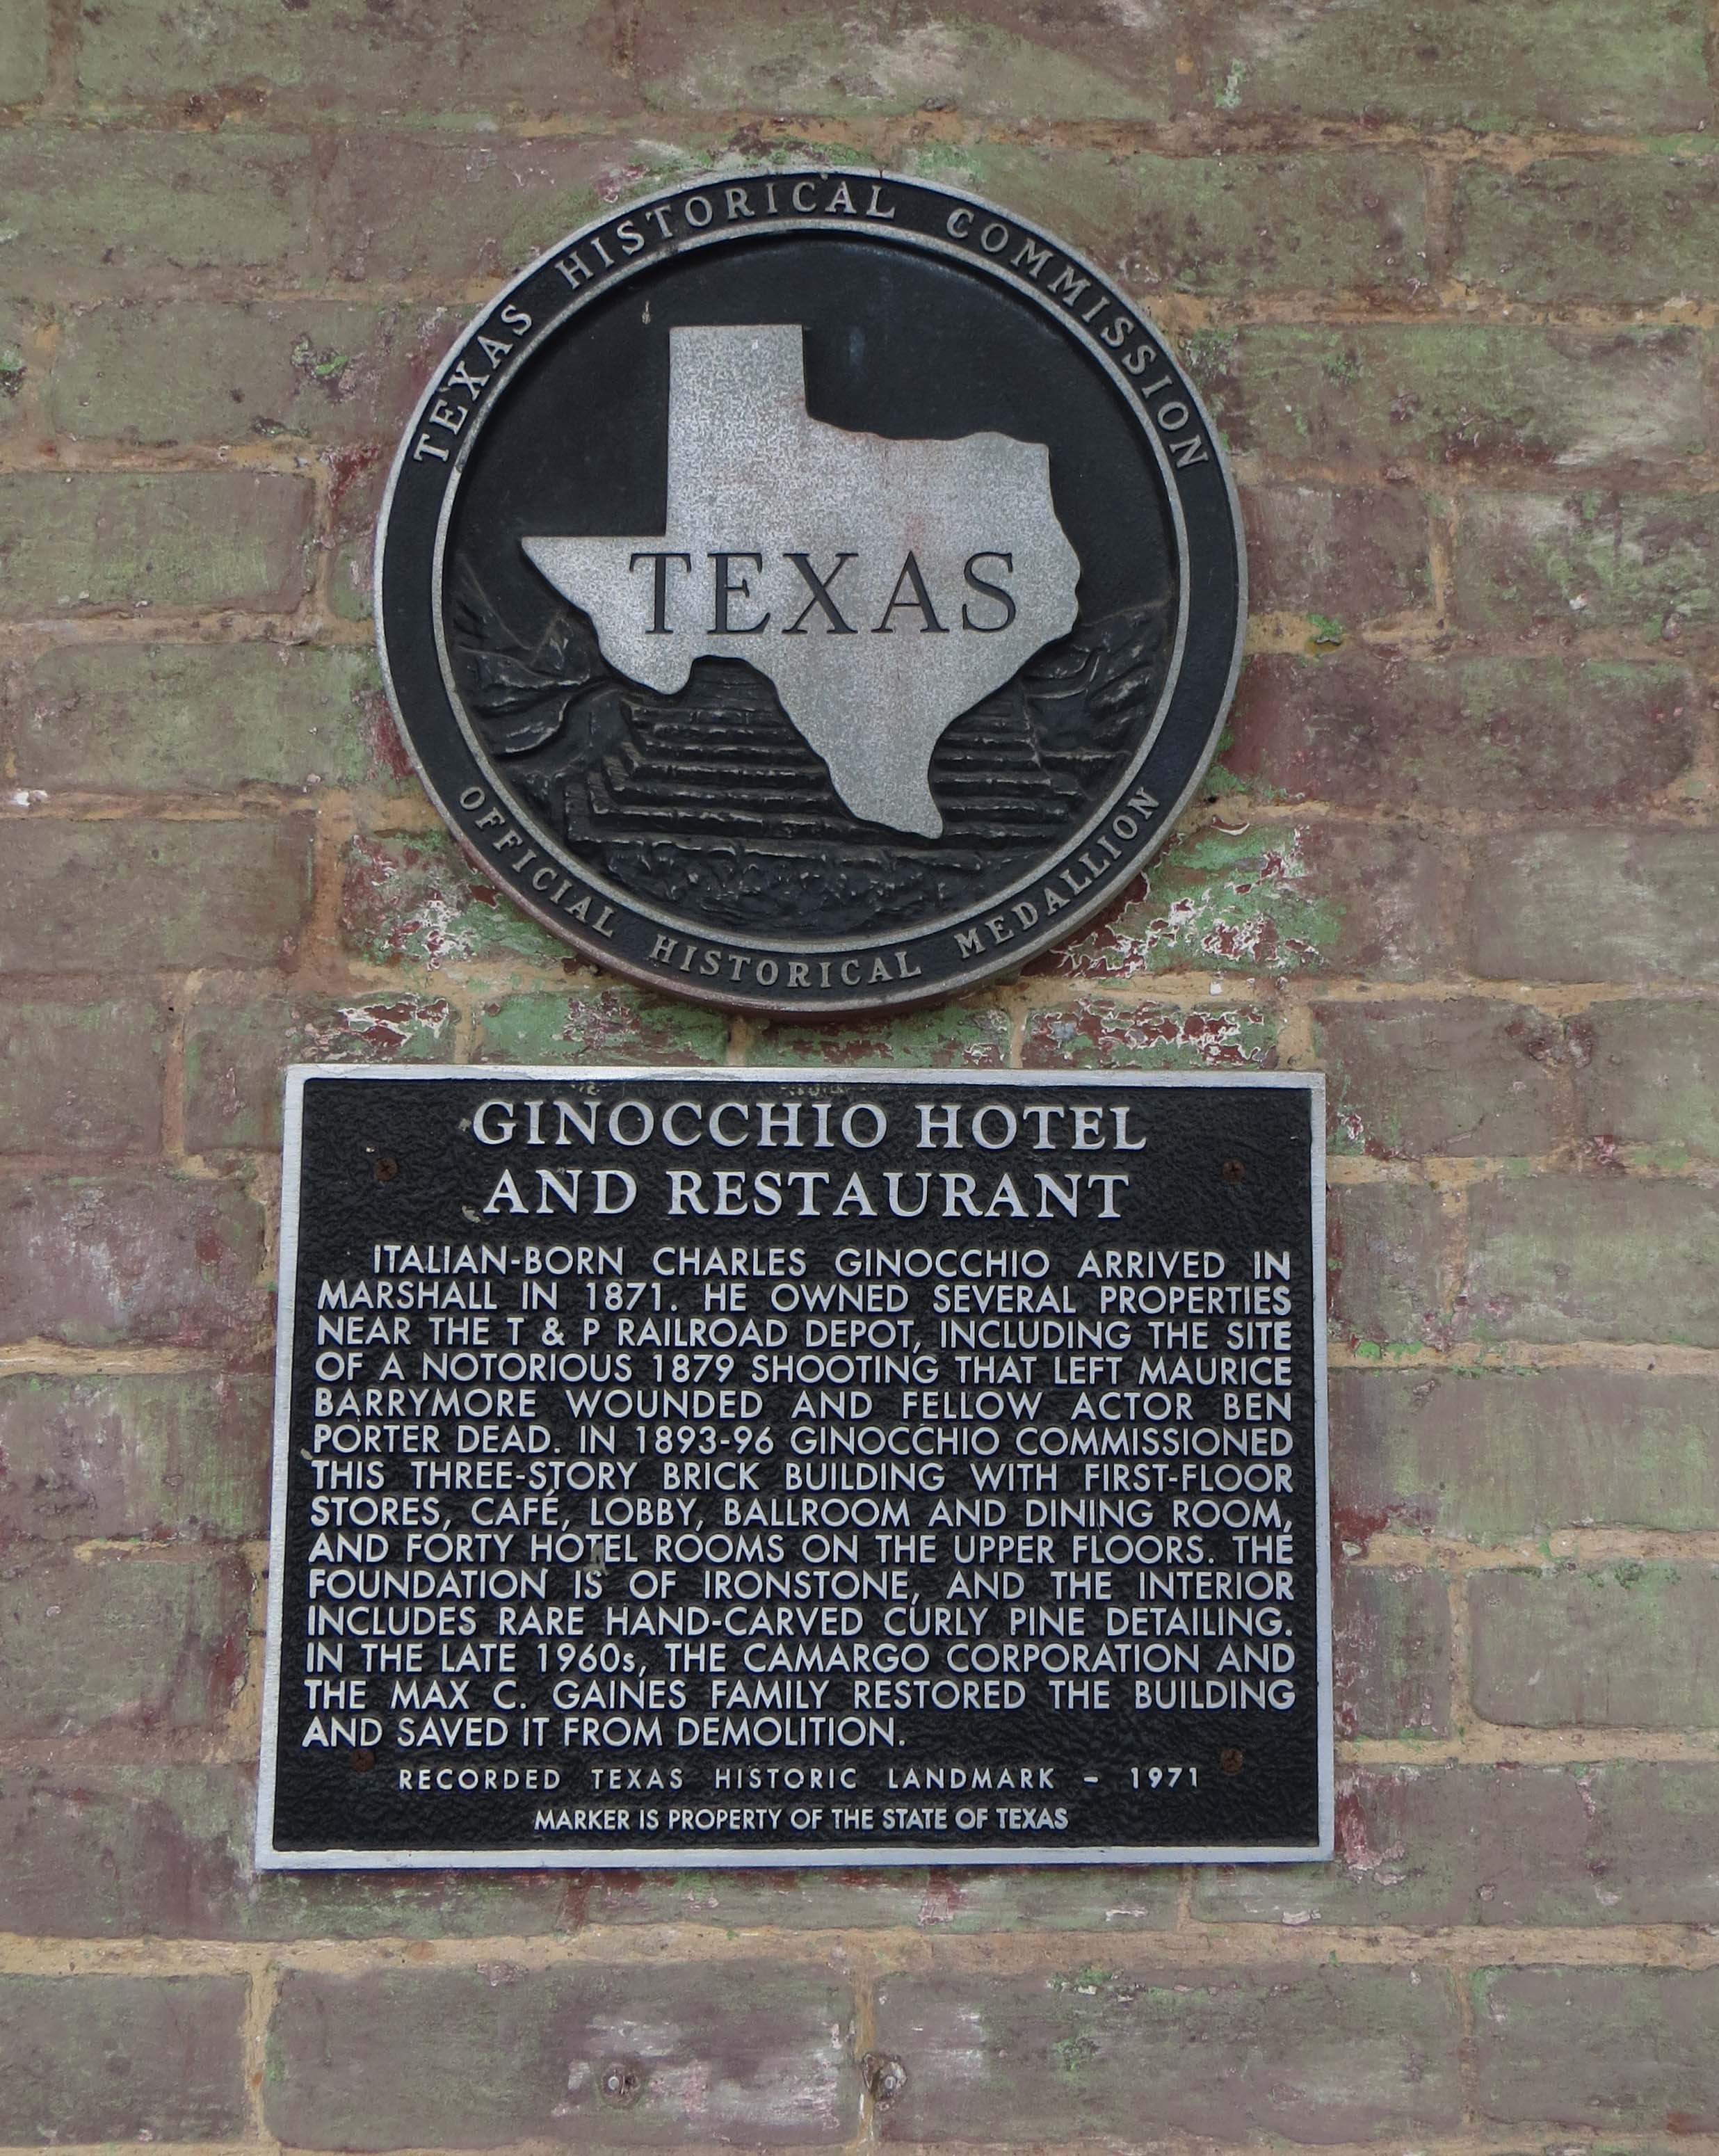 TEXAS HISTORICAL COMMISSION
TEXAS
OFFICIAL HISTORICAL MEDALLION
GINOCCHIO HOTEL
AND RESTAURANT
ITALIAN-BORN CHARLES GINOCCHIO ARRIVED IN
MARSHALL IN 1871. HE OWNED SEVERAL PROPERTIES
NEAR THE T & P RAILROAD DEPOT, INCLUDING THE SITE
OF A NOTORIOUS 1879 SHOOTING THAT LEFT MAURICE
BARRYMORE WOUNDED AND FELLOW ACTOR BEN
PORTER DEAD. IN 1893-96 GINOCCHIO COMMISSIONED
THIS THREE-STORY BRICK BUILDING WITH FIRST-FLOOR
STORES, CAFÉ, LOBBY, BALLROOM AND DINING ROOM,
AND FORTY HOTEL ROOMS ON THE UPPER FLOORS. THE
FOUNDATION IS OF IRONSTONE, AND THE INTERIOR
INCLUDES RARE HAND-CARVED CURLY PINE DETAILING.
IN THE LATE 1960s, THE CAMARGO CORPORATION AND
THE MAX C. GAINES FAMILY RESTORED THE BUILDING
AND SAVED IT FROM DEMOLITION.
RECORDED TEXAS HISTORIC LANDMARK – 1971
MARKER IS PROPERTY OF THE STATE OF TEXAS